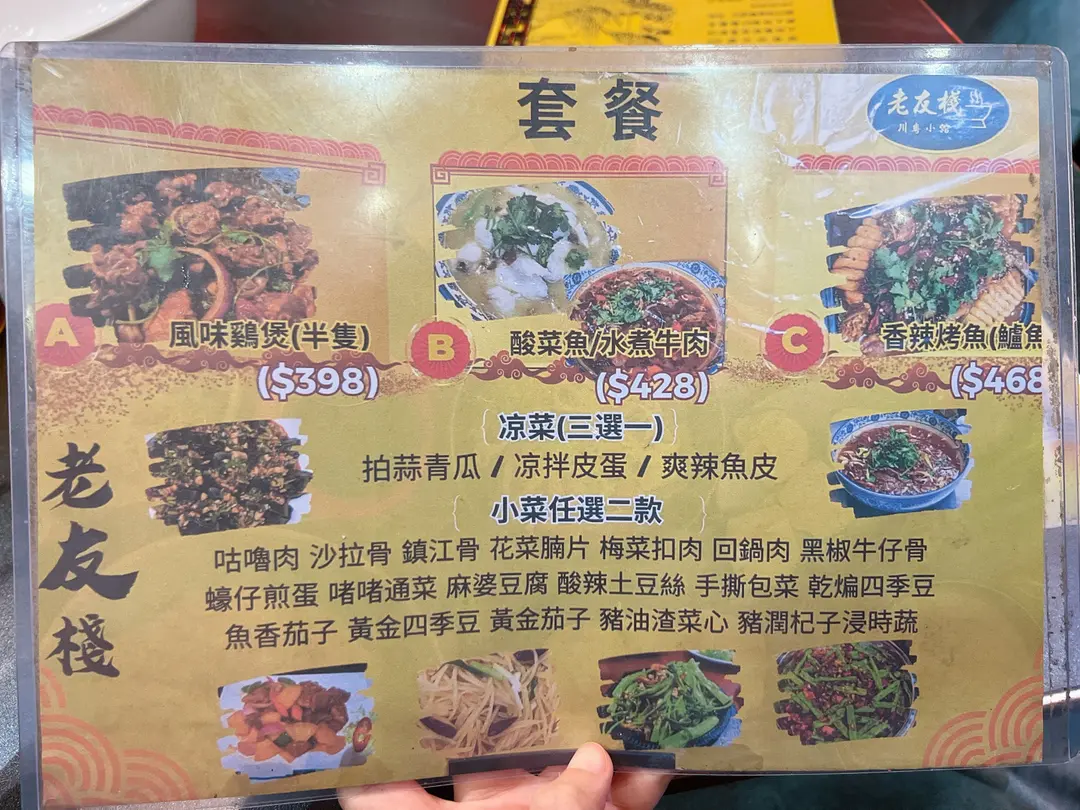 套餐
老友棧
川粵小館
A
風味鷄煲(半隻)
($398)
B
酸菜魚/水煮牛肉
($428)
C
香辣烤魚(鱸魚
($468
凉菜(三選一)
拍蒜青瓜 / 凉拌皮蛋 / 爽辣魚皮
小菜任選二款
咕嚕肉 沙拉骨 鎮江骨 花菜腩片 梅菜扣肉 回鍋肉 黑椒牛仔骨
蠔仔煎蛋 啫啫通菜 麻婆豆腐 酸辣土豆絲 手撕包菜 乾煸四季豆
魚香茄子 黃金四季豆 黃金茄子 豬油渣菜心 豬潤杞子浸時蔬
老友棧